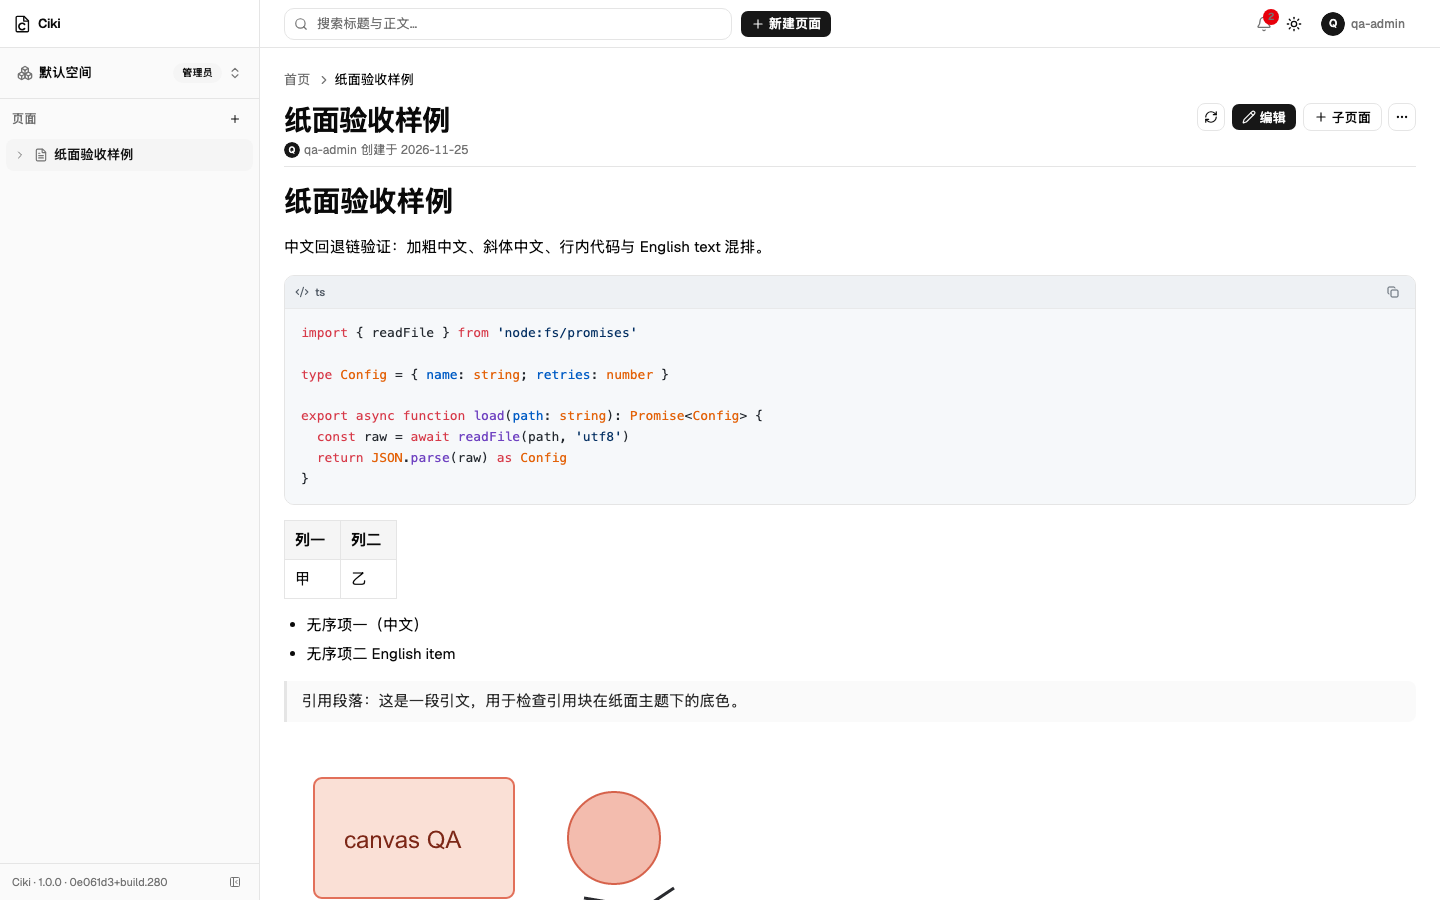 Ciki
搜索标题与正文...
新建页面
2
Q
qa-admin
默认空间
管理员
页面
纸面验收样例
首页
纸面验收样例
纸面验收样例
编辑
子页面
Q
qa-admin 创建于 2026-11-25
纸面验收样例
中文回退链验证：加粗中文、斜体中文、行内代码与 English text 混排。
ts
import { readFile } from 'node:fs/promises'
type Config = { name: string; retries: number }
export async function load(path: string): Promise<Config> {
const raw = await readFile(path, 'utf8')
return JSON.parse(raw) as Config
}
列一 列二
甲 乙
无序项一（中文）
无序项二 English item
引用段落：这是一段引文，用于检查引用块在纸面主题下的底色。
canvas QA
Ciki · 1.0.0 · 0e061d3+build.280